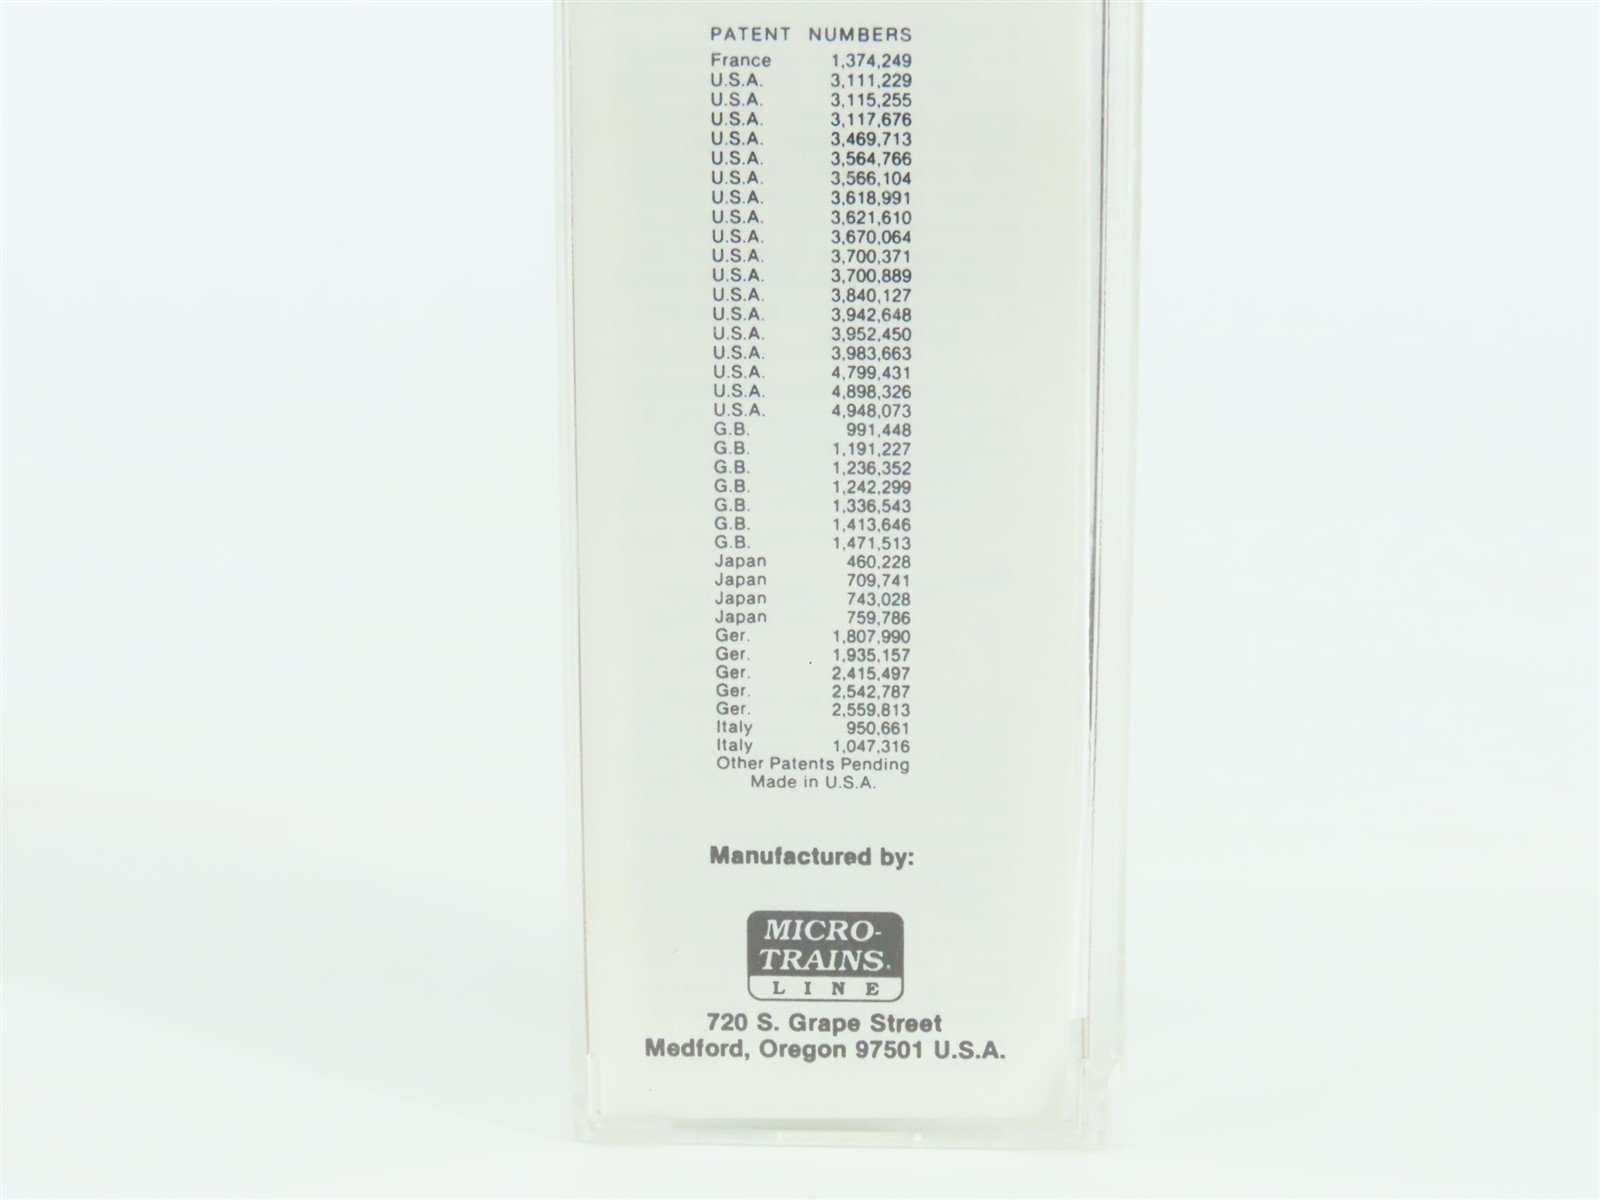 PATENT NUMBERS
France 1,374,249
U.S.A. 3,111,229
U.S.A. 3,115,255
U.S.A. 3,117,676
U.S.A. 3,469,713
U.S.A. 3,564,766
U.S.A. 3,566,104
U.S.A. 3,618,991
U.S.A. 3,621,610
U.S.A. 3,670,064
U.S.A. 3,700,371
U.S.A. 3,700,889
U.S.A. 3,840,127
U.S.A. 3,942,648
U.S.A. 3,952,450
U.S.A. 3,983,663
U.S.A. 4,799,431
U.S.A. 4,898,326
U.S.A. 4,948,073
G.B. 991,448
G.B. 1,191,227
G.B. 1,236,352
G.B. 1,242,299
G.B. 1,336,543
G.B. 1,413,646
G.B. 1,471,513
Japan 460,228
Japan 709,741
Japan 743,028
Japan 759,786
Ger. 1,807,990
Ger. 1,935,157
Ger. 2,415,497
Ger. 2,542,787
Ger. 2,559,813
Italy 950,661
Italy 1,047,316
Other Patents Pending
Made in U.S.A.
Manufactured by:
MICRO-
TRAINS
LINE
720 S. Grape Street
Medford, Oregon 97501 U.S.A.